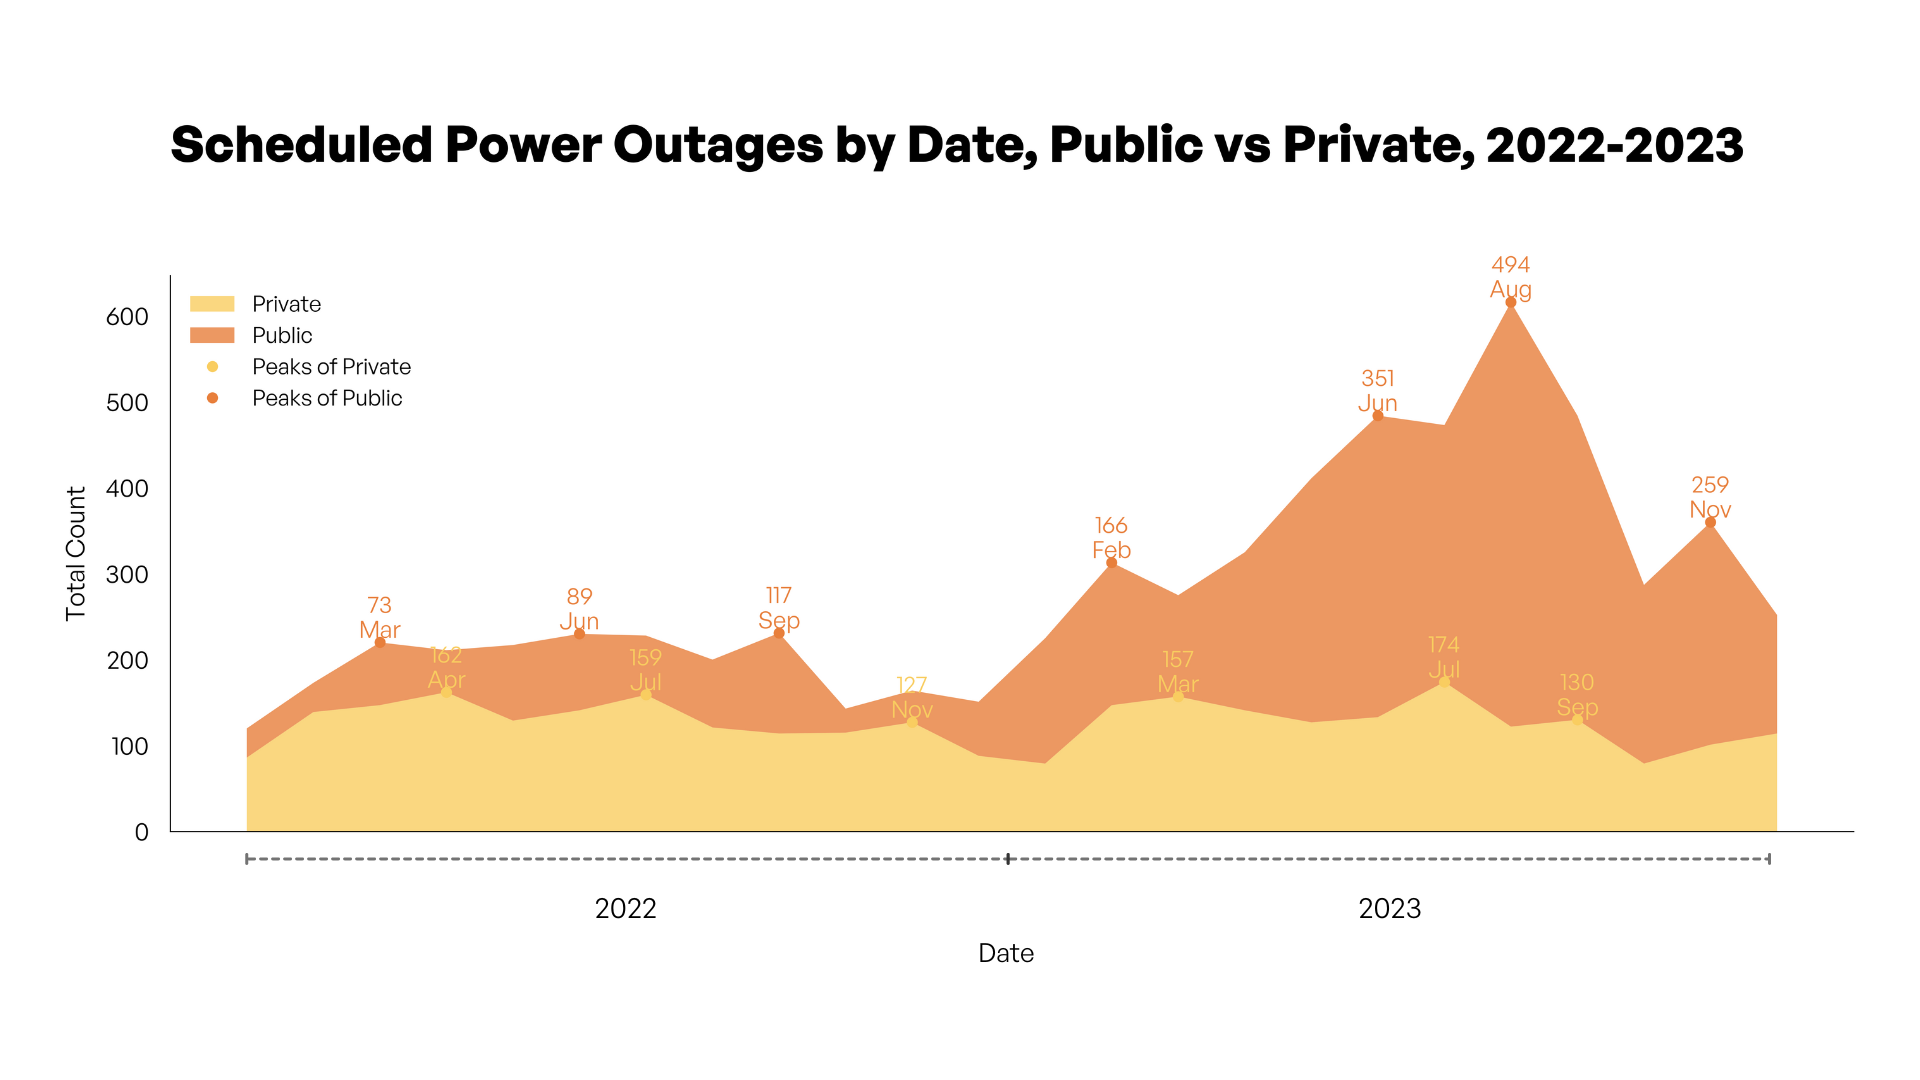 Scheduled Power Outages by Date, Public vs Private, 2022-2023
Private
Public
Peaks of Private
Peaks of Public
Total Count
600
500
400
300
200
100
0
73
Mar
162
Apr
89
Jun
159
Jul
117
Sep
127
Nov
166
Feb
157
Mar
351
Jun
174
Jul
494
Aug
130
Sep
259
Nov
2022
2023
Date